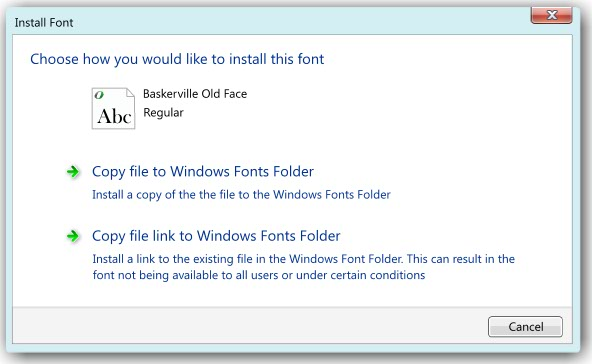 Install Font
Choose how you would like to install this font
O
Abc
Baskerville Old Face
Regular
Copy file to Windows Fonts Folder
Install a copy of the the file to the Windows Fonts Folder
Copy file link to Windows Fonts Folder
Install a link to the existing file in the Windows Font Folder. This can result in the
font not being available to all users or under certain conditions
Cancel